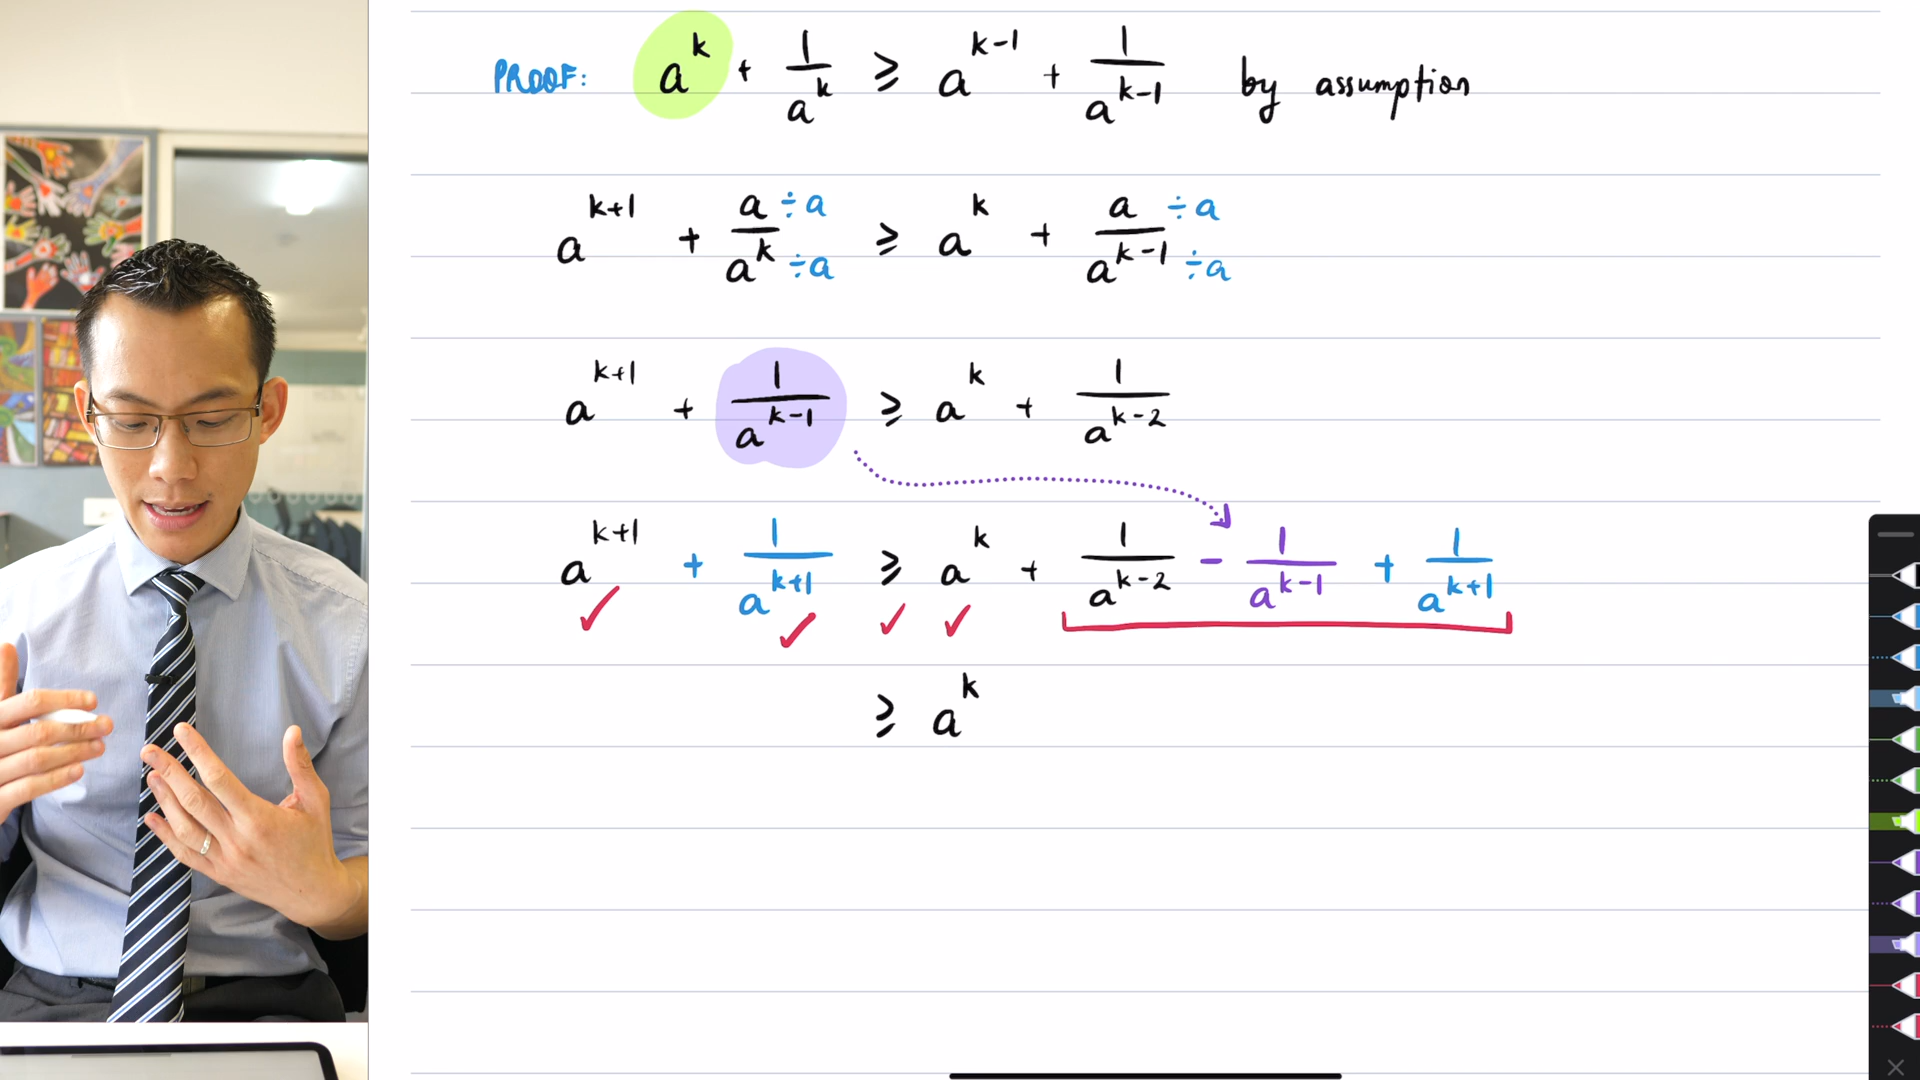 PROOF: a^k + 1/a^k ≥ a^(k-1) + 1/a^(k-1) by assumption
a^(k+1) + (a ÷a)/(a^k ÷a) ≥ a^k + (a ÷a)/(a^(k-1) ÷a)
a^(k+1) + 1/a^(k-1) ≥ a^k + 1/a^(k-2)
a^(k+1) + 1/a^(k+1) ≥ a^k + 1/a^(k-2) - 1/a^(k-1) + 1/a^(k+1)
≥ a^k